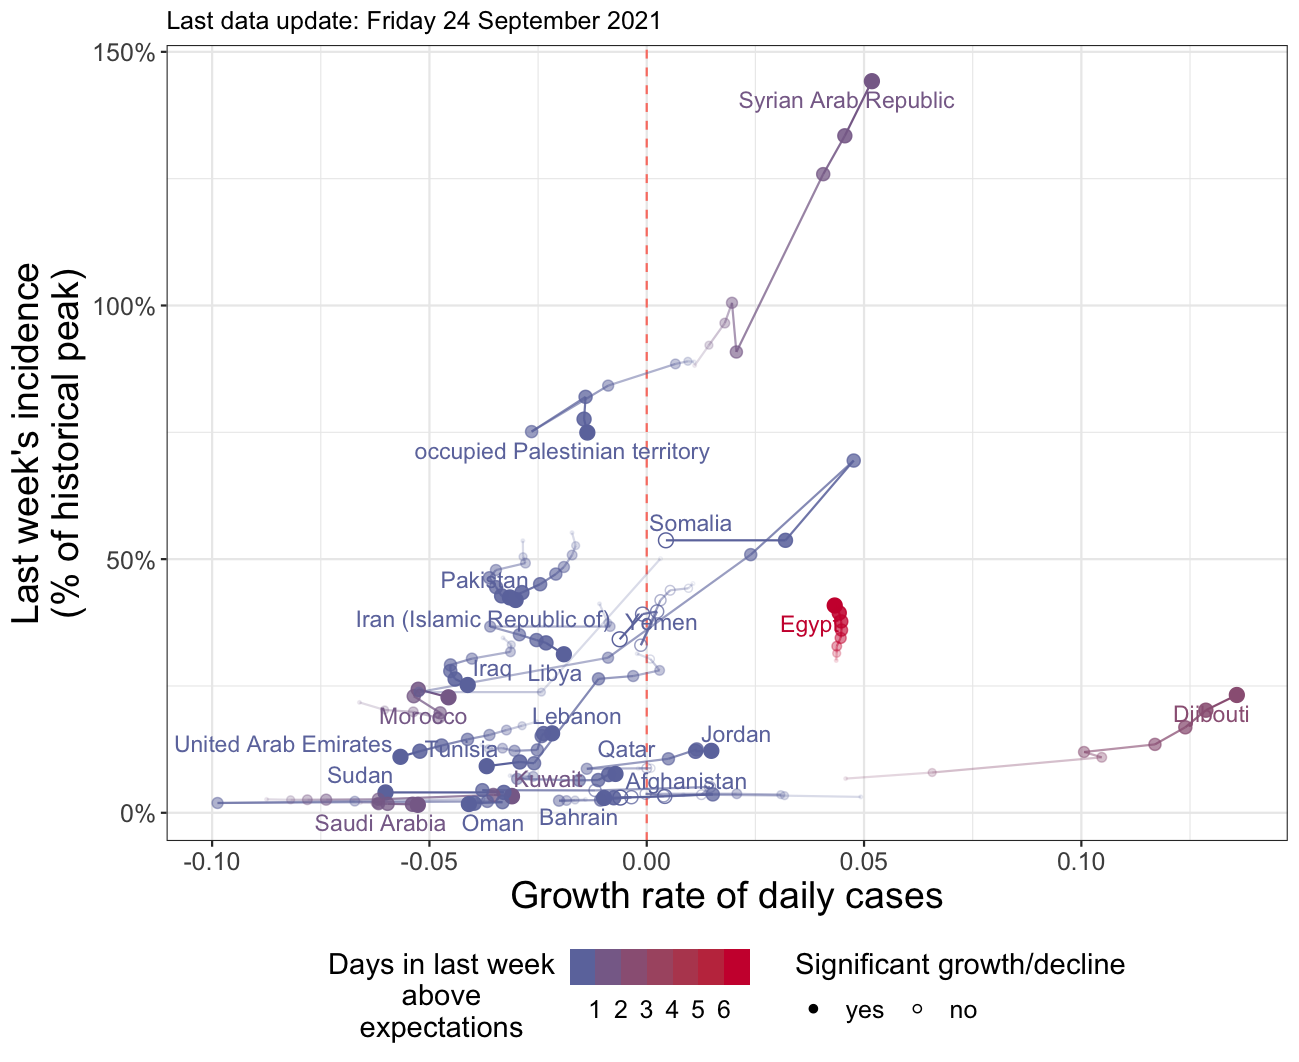 Last data update: Friday 24 September 2021
150%
100%
50%
0%
Last week's incidence
(% of historical peak)
Syrian Arab Republic
occupied Palestinian territory
Somalia
Pakistan
Iran (Islamic Republic of)
Yemen
Egypt
Iraq
Libya
Morocco
Lebanon
Djibouti
United Arab Emirates
Tunisia
Qatar
Jordan
Sudan
Kuwait
Afghanistan
Saudi Arabia
Oman
Bahrain
-0.10
-0.05
0.00
0.05
0.10
Growth rate of daily cases
Days in last week
above
expectations
1 2 3 4 5 6
Significant growth/decline
yes
no